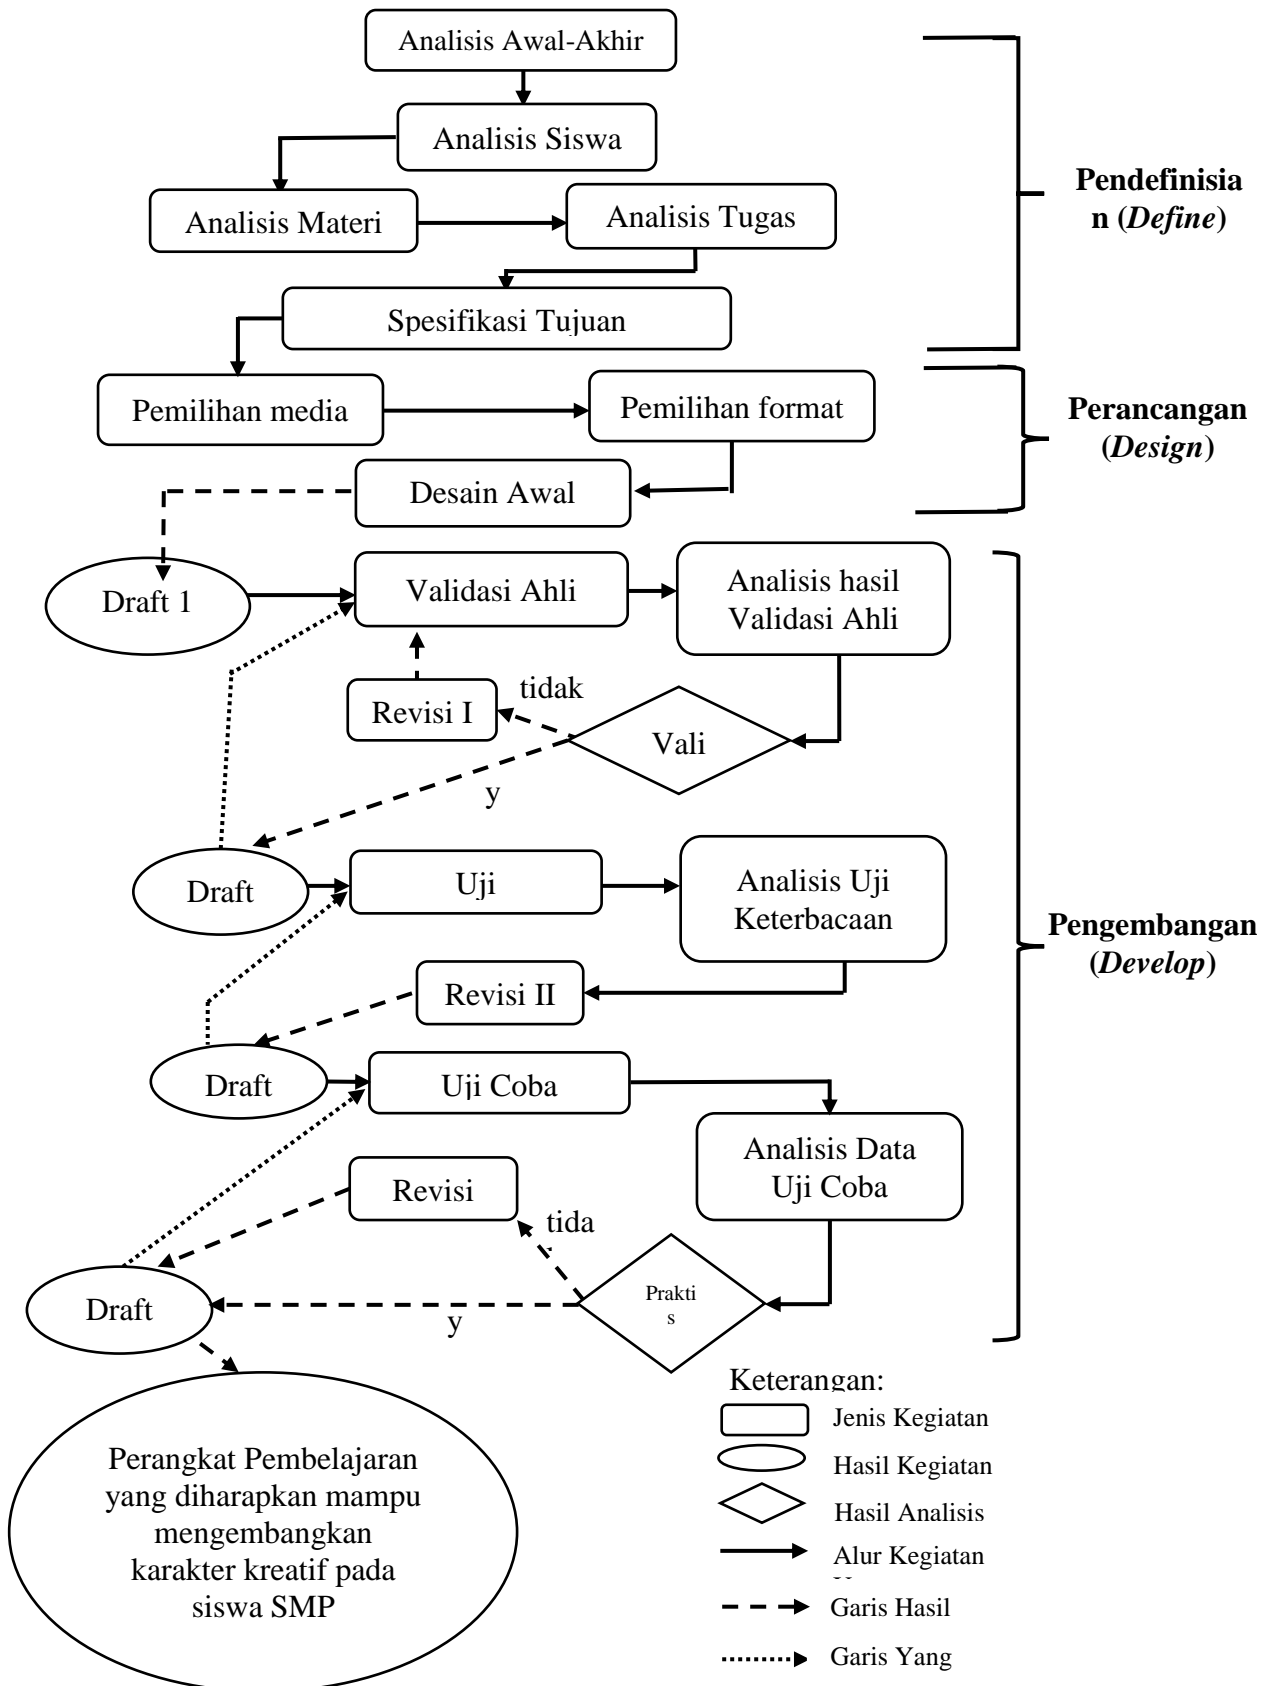 Analisis Awal-Akhir
Analisis Siswa
Analisis Materi
Analisis Tugas
Spesifikasi Tujuan
Pendefinisia
n (Define)
Pemilihan media
Pemilihan format
Desain Awal
Perancangan
(Design)
Draft 1
Validasi Ahli
Analisis hasil
Validasi Ahli
Revisi I
tidak
Vali
y
Draft
Uji
Analisis Uji
Keterbacaan
Revisi II
Draft
Uji Coba
Analisis Data
Uji Coba
Revisi
tida
Prakti
s
Draft
y
Pengembangan
(Develop)
Perangkat Pembelajaran
yang diharapkan mampu
mengembangkan
karakter kreatif pada
siswa SMP
Keterangan:
Jenis Kegiatan
Hasil Kegiatan
Hasil Analisis
Alur Kegiatan
Garis Hasil
Garis Yang